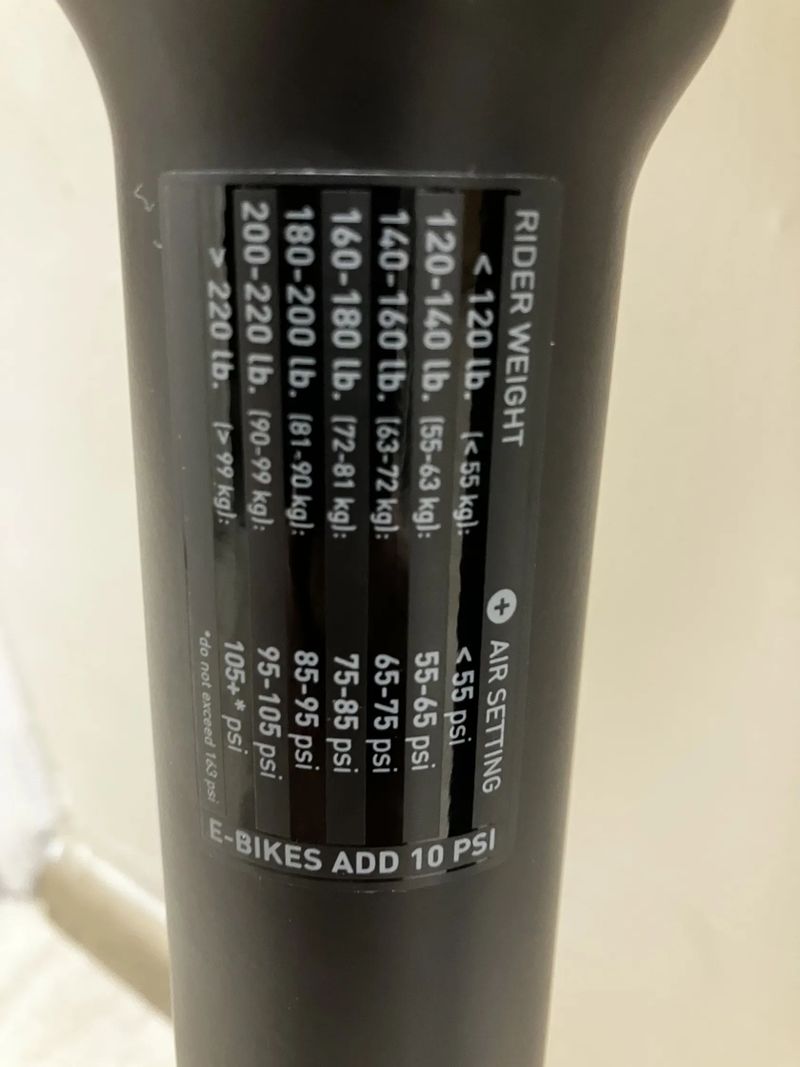 RIDER WEIGHT + AIR SETTING
< 120 lb. (< 55 kg): < 55 psi
120-140 lb. (55-63 kg): 55-65 psi
140-160 lb. (63-72 kg): 65-75 psi
160-180 lb. (72-81 kg): 75-85 psi
180-200 lb. (81-90 kg): 85-95 psi
200-220 lb. (90-99 kg): 95-105 psi
> 220 lb. (> 99 kg): 105+* psi
*do not exceed 163 psi
E-BIKES ADD 10 PSI